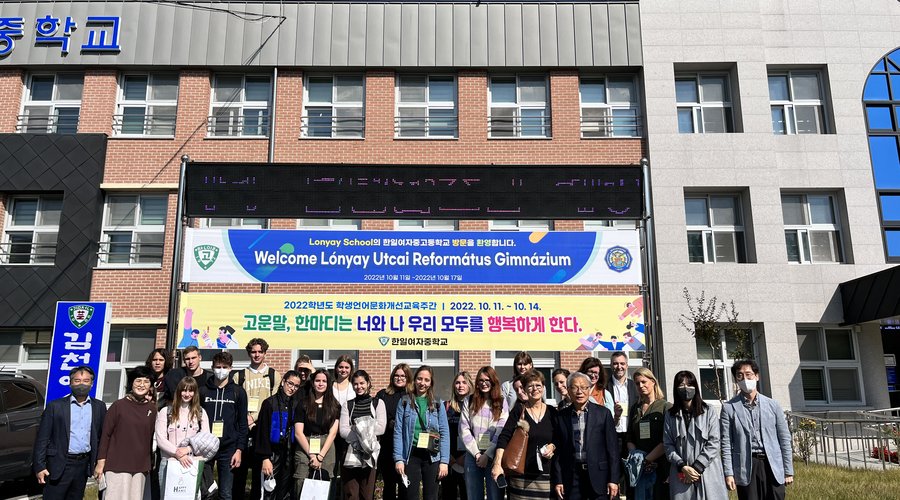 중학교
Lonyay School의 한일여자중고등학교 방문을 환영합니다.
Welcome Lónyay Utcai Református Gimnázium
2022년 10월 11일 ~2022년 10월 17일
2022학년도 학생언어문화개선교육주간 | 2022. 10. 11. ~ 10. 14.
고운말, 한마디는 너와 나 우리 모두를 행복하게 한다.
한일여자중학교
김천
NIKE
Champion